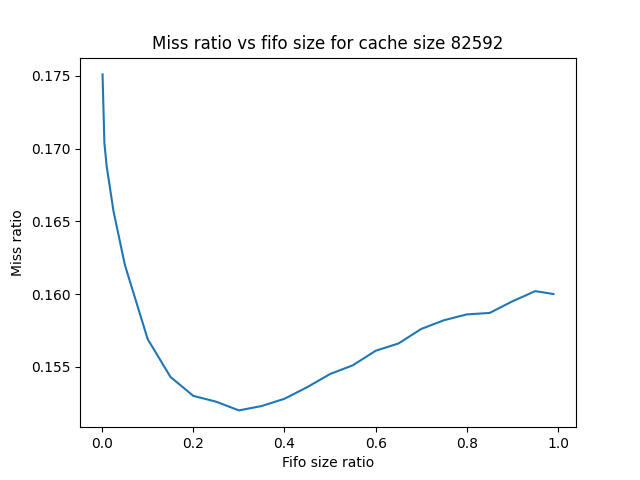 Miss ratio vs fifo size for cache size 82592
0.175
0.170
0.165
0.160
0.155
Miss ratio
0.0 0.2 0.4 0.6 0.8 1.0
Fifo size ratio